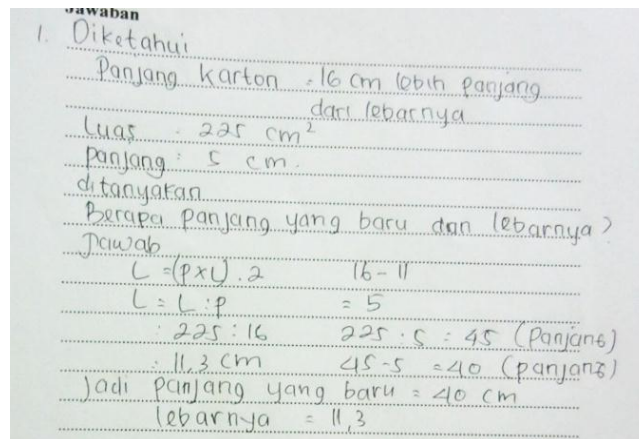 Jawaban
1. Diketahui
Panjang karton = 16 cm lebih panjang
dari lebarnya
Luas : 225 cm²
panjang : 5 cm.
ditanyakan
Berapa panjang yang baru dan lebarnya?
Jawab
L = (p x L) . 2 16 - 11
L = L : p = 5
: 225 : 16 225 : 5 = 45 (Panjang)
: 11,3 cm 45 - 5 = 40 (panjang)
Jadi panjang yang baru = 40 cm
lebarnya = 11,3